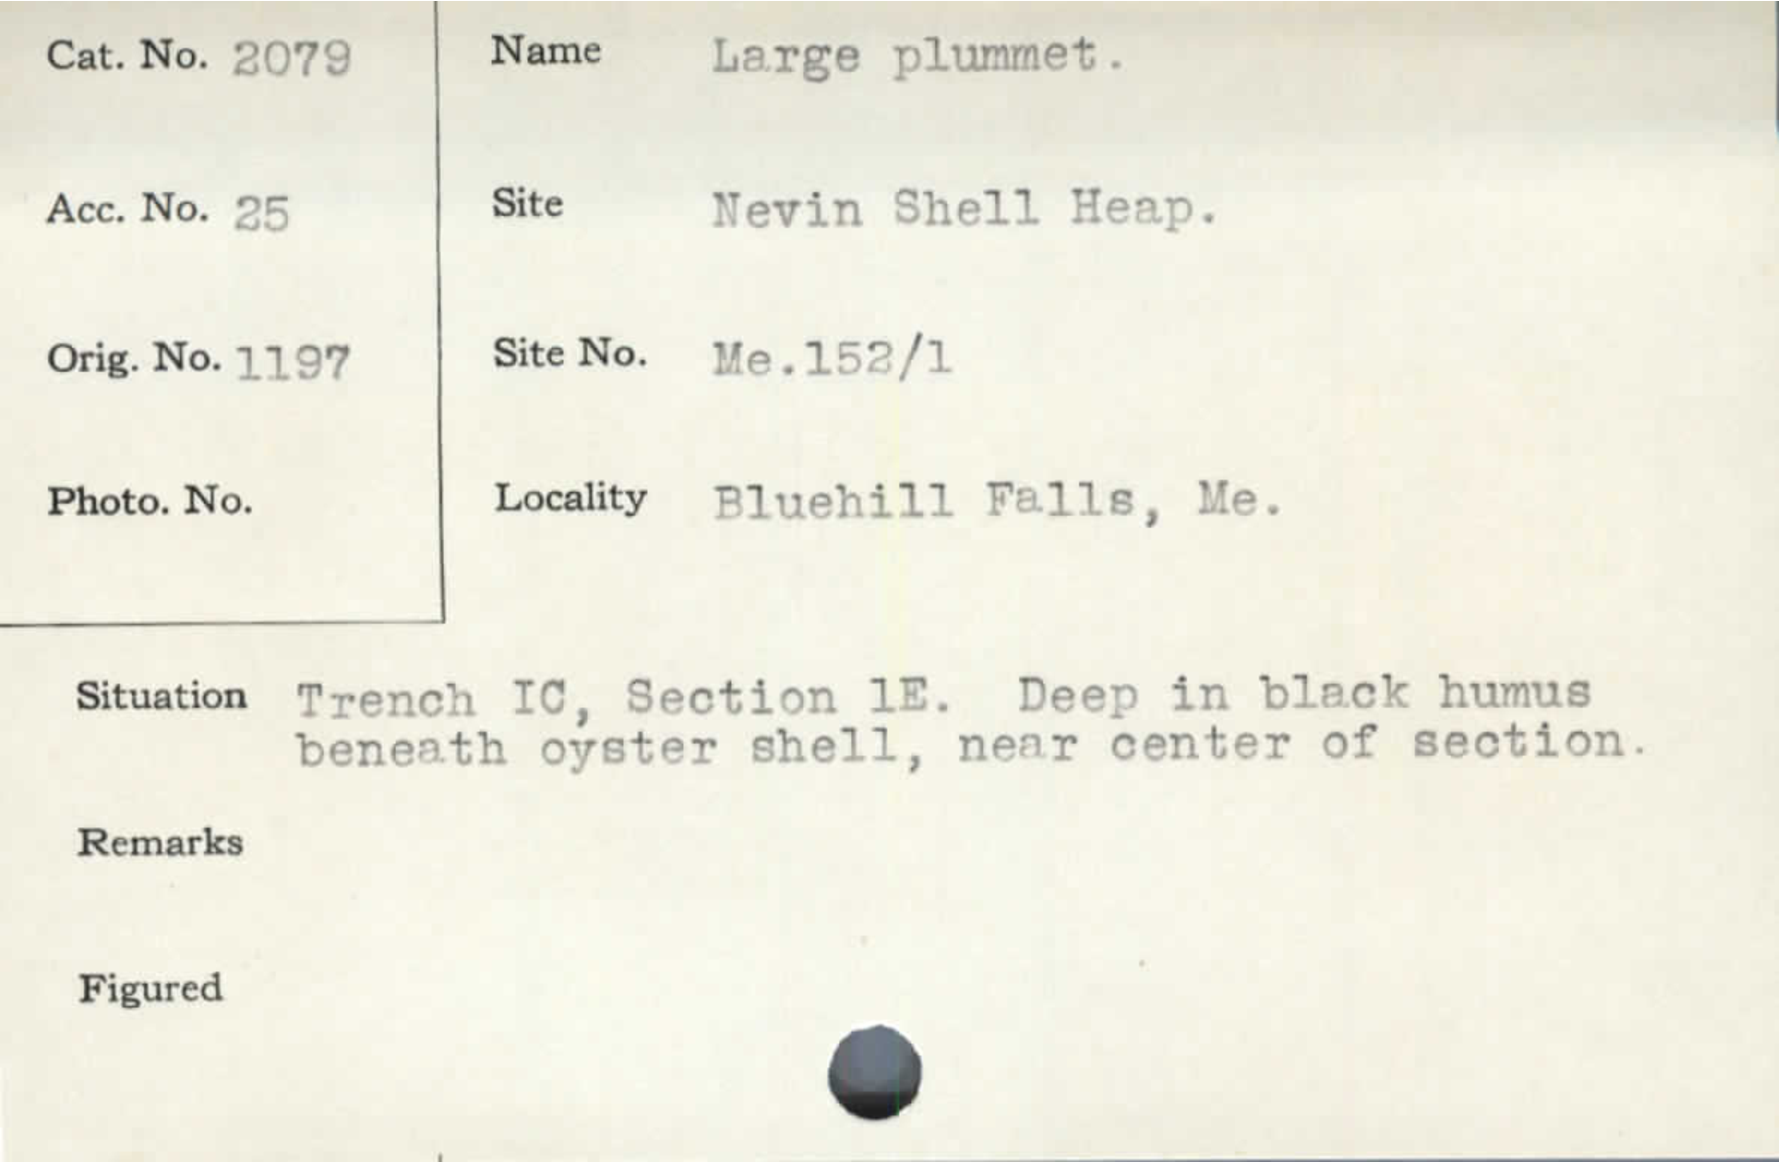 Cat. No. 2079
Acc. No. 25
Orig. No. 1197
Photo. No.
Name Large plummet.
Site Nevin Shell Heap.
Site No. Me.152/1
Locality Bluehill Falls, Me.
Situation Trench IC, Section 1E. Deep in black humus
beneath oyster shell, near center of section.
Remarks
Figured